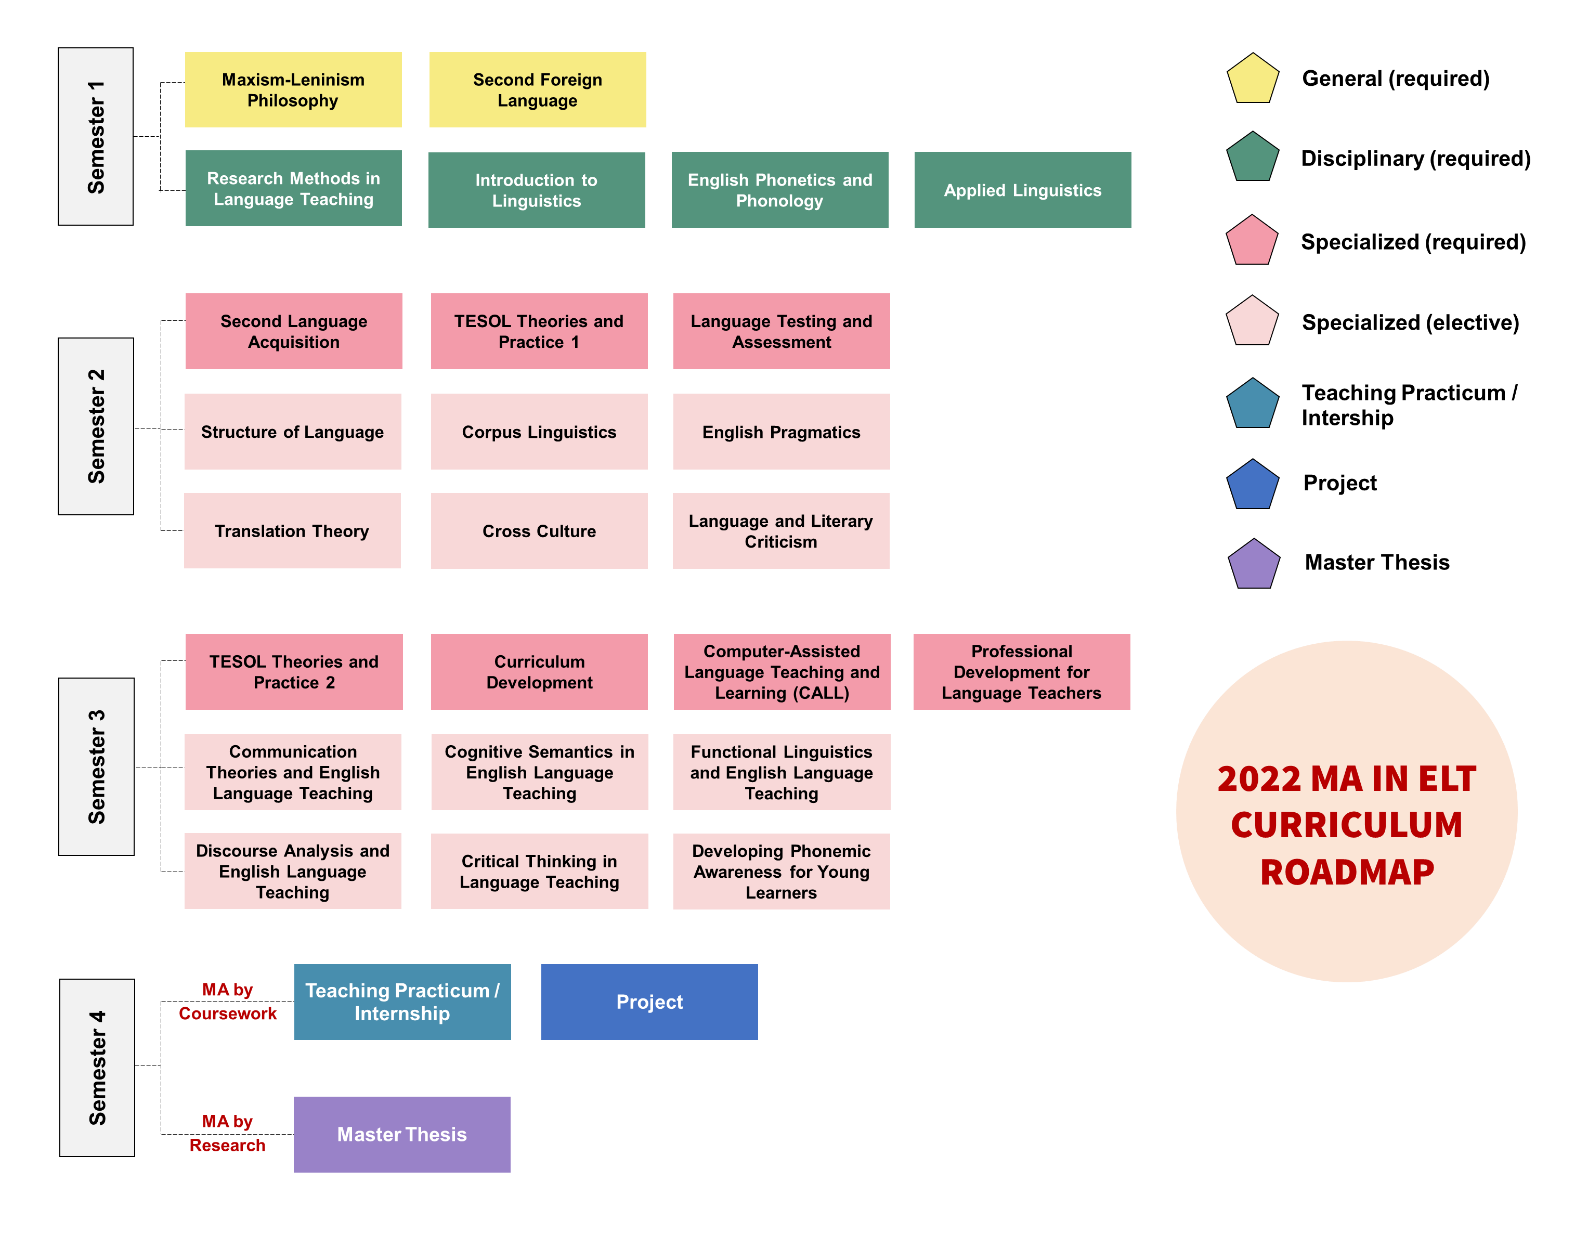 Semester 1
Maxism-Leninism
Philosophy
Second Foreign
Language
Research Methods in
Language Teaching
Introduction to
Linguistics
English Phonetics and
Phonology
Applied Linguistics
Semester 2
Second Language
Acquisition
TESOL Theories and
Practice 1
Language Testing and
Assessment
Structure of Language
Corpus Linguistics
English Pragmatics
Translation Theory
Cross Culture
Language and Literary
Criticism
Semester 3
TESOL Theories and
Practice 2
Curriculum
Development
Computer-Assisted
Language Teaching and
Learning (CALL)
Professional
Development for
Language Teachers
Communication
Theories and English
Language Teaching
Cognitive Semantics in
English Language
Teaching
Functional Linguistics
and English Language
Teaching
Discourse Analysis and
English Language
Teaching
Critical Thinking in
Language Teaching
Developing Phonemic
Awareness for Young
Learners
Semester 4
MA by
Coursework
Teaching Practicum /
Internship
Project
MA by
Research
Master Thesis
General (required)
Disciplinary (required)
Specialized (required)
Specialized (elective)
Teaching Practicum /
Intership
Project
Master Thesis
2022 MA IN ELT
CURRICULUM
ROADMAP